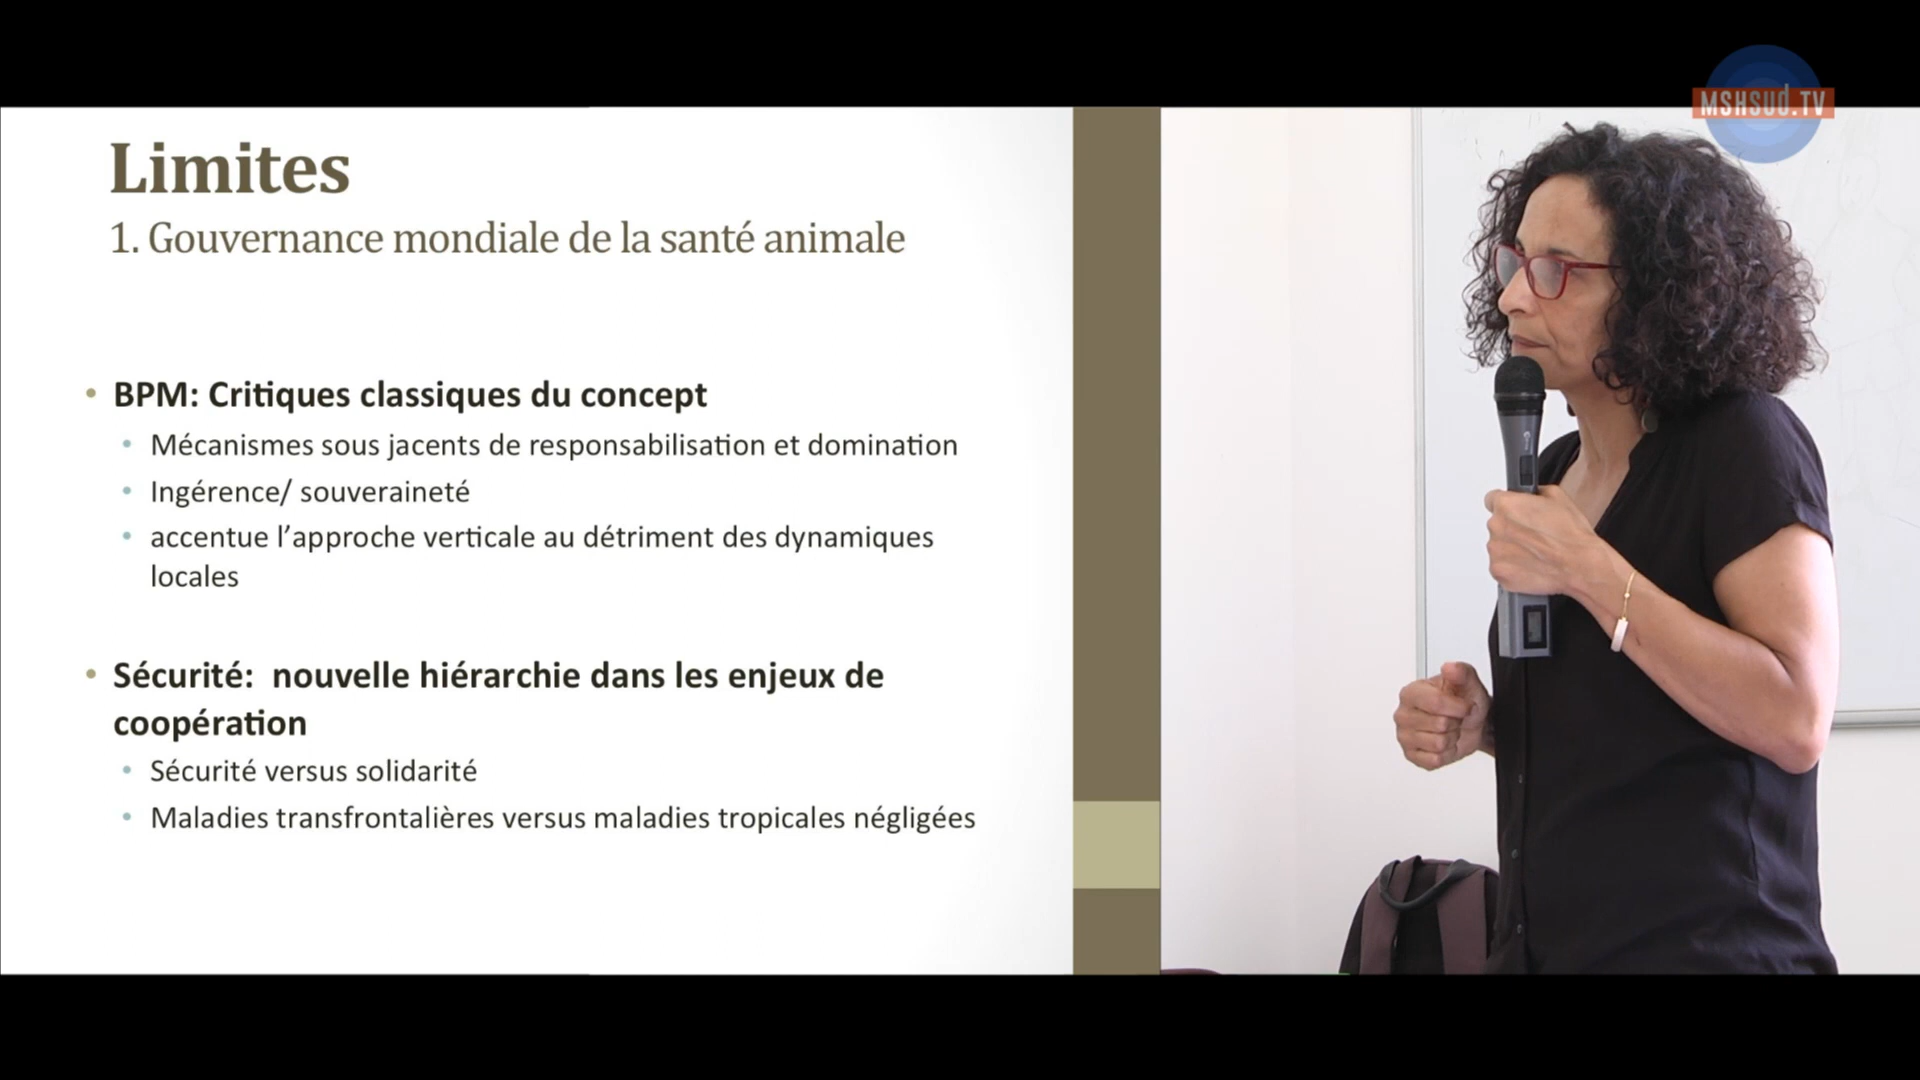 Limites
1. Gouvernance mondiale de la santé animale
• BPM: Critiques classiques du concept
• Mécanismes sous jacents de responsabilisation et domination
• Ingérence/ souveraineté
• accentue l’approche verticale au détriment des dynamiques
locales
• Sécurité:  nouvelle hiérarchie dans les enjeux de
coopération
• Sécurité versus solidarité
• Maladies transfrontalières versus maladies tropicales négligées
MSHSUD.TV